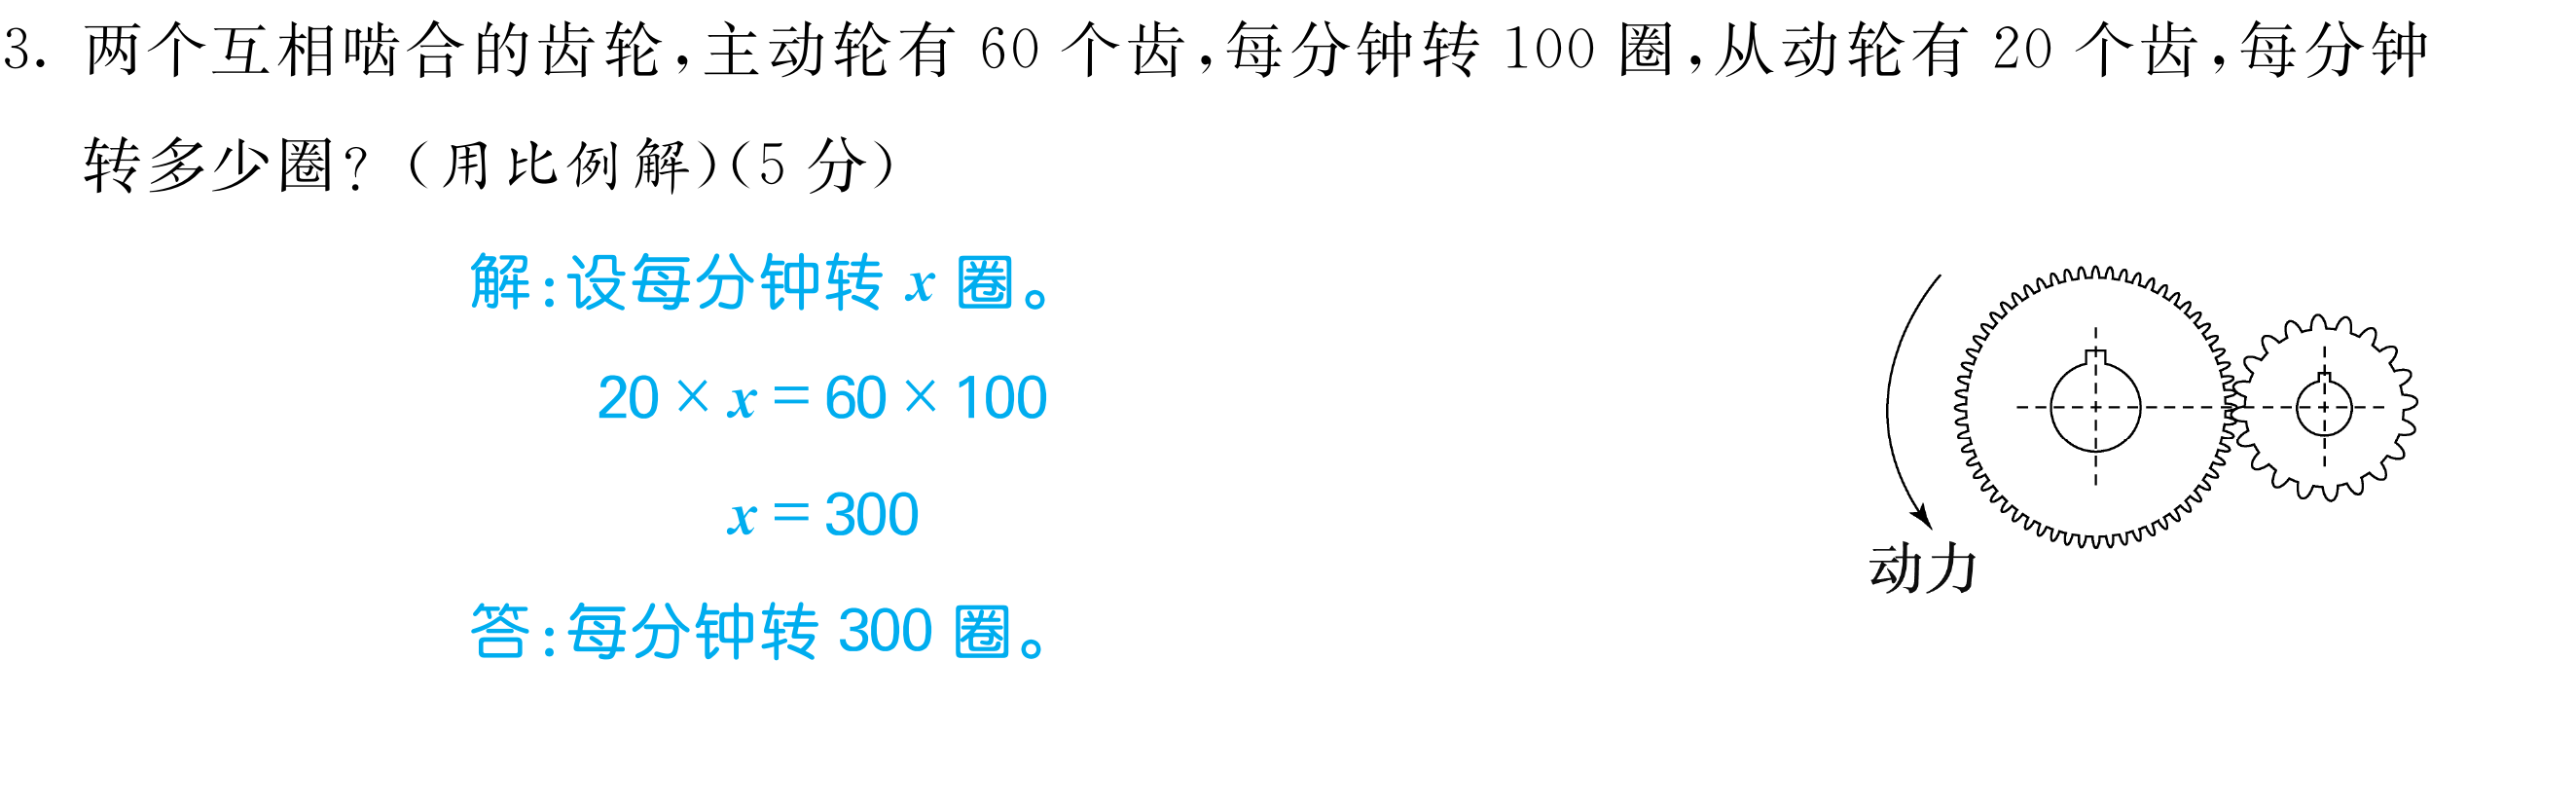 3. 两个互相啮合的齿轮,主动轮有 60 个齿,每分钟转 100 圈,从动轮有 20 个齿,每分钟
转多少圈?(用比例解)(5 分)
解:设每分钟转 x 圈。
20 × x = 60 × 100
x = 300
答:每分钟转 300 圈。
动力